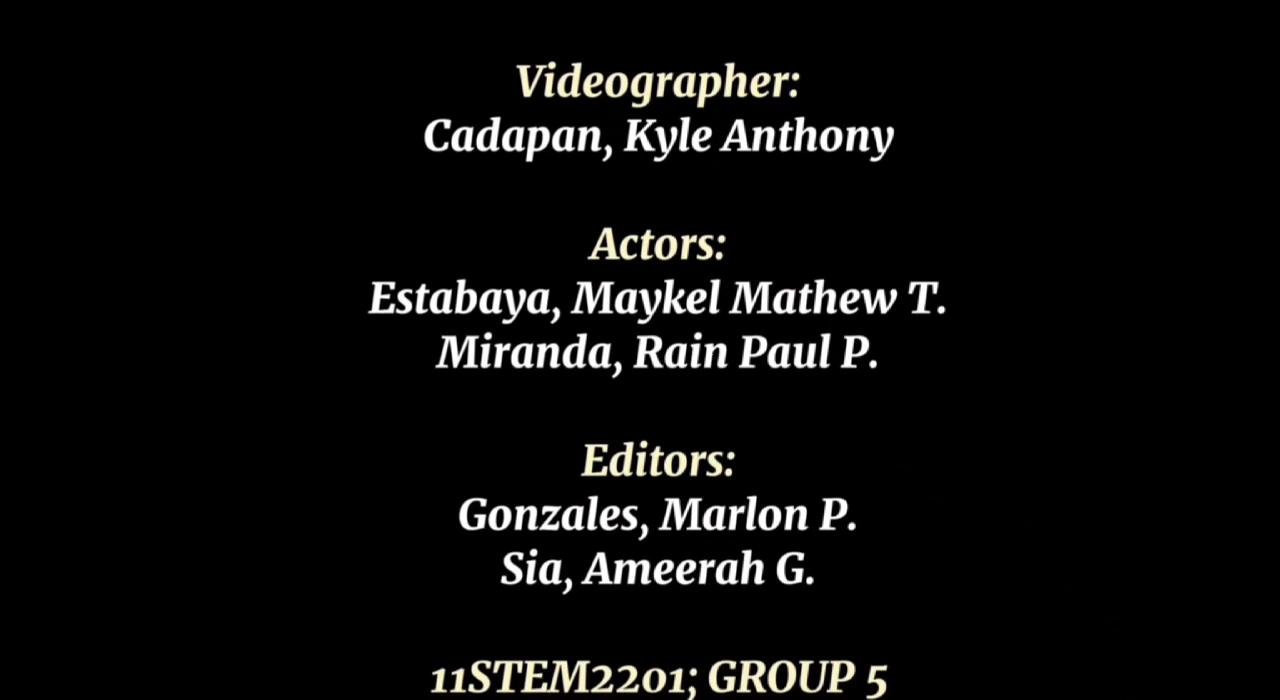 Videographer:
Cadapan, Kyle Anthony
Actors:
Estabaya, Maykel Mathew T.
Miranda, Rain Paul P.
Editors:
Gonzales, Marlon P.
Sia, Ameerah G.
11STEM2201; GROUP 5